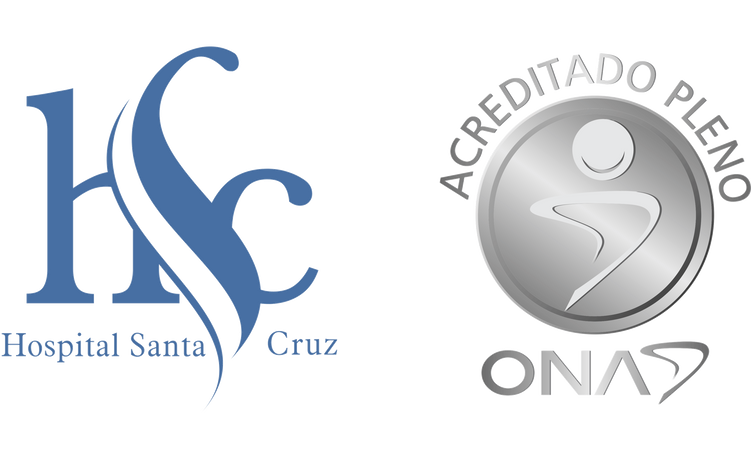 hsc
Hospital Santa Cruz
ACREDITADO PLENO
ONA